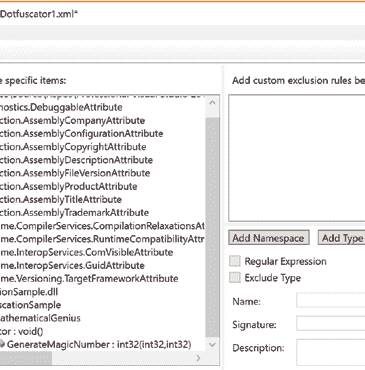 Dotfuscator1.xml*
e specific items:
Add custom exclusion rules be
nostics.DebuggableAttribute
ction.AssemblyCompanyAttribute
ction.AssemblyConfigurationAttribute
ction.AssemblyCopyrightAttribute
ction.AssemblyDescriptionAttribute
ction.AssemblyFileVersionAttribute
ction.AssemblyProductAttribute
ction.AssemblyTitleAttribute
ction.AssemblyTrademarkAttribute
me.CompilerServices.CompilationRelaxationsAt
me.CompilerServices.RuntimeCompatibilityAttr
me.InteropServices.ComVisibleAttribute
me.InteropServices.GuidAttribute
me.Versioning.TargetFrameworkAttribute
ionSample.dll
uscationSample
MathematicalGenius
ctor : void()
GenerateMagicNumber : int32(int32,int32)
Add Namespace
Add Type
Regular Expression
Exclude Type
Name:
Signature:
Description: